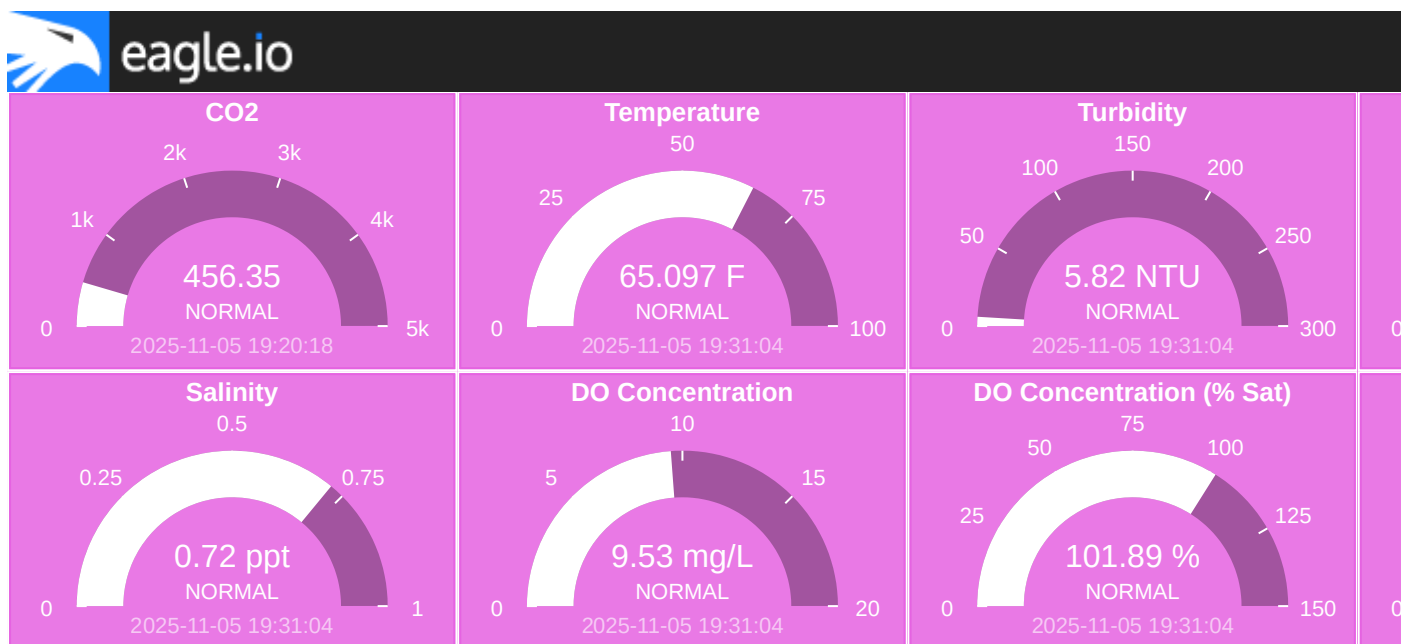 eagle.io
CO2
2k
3k
1k
4k
456.35
NORMAL
0
5k
2025-11-05 19:20:18
Temperature
50
25
75
65.097 F
NORMAL
0
100
2025-11-05 19:31:04
Turbidity
150
100
200
50
250
5.82 NTU
NORMAL
0
300
2025-11-05 19:31:04
0
Salinity
0.5
0.25
0.75
0.72 ppt
NORMAL
0
1
2025-11-05 19:31:04
DO Concentration
10
5
15
9.53 mg/L
NORMAL
0
20
2025-11-05 19:31:04
DO Concentration (% Sat)
75
50
100
25
125
101.89 %
NORMAL
0
150
2025-11-05 19:31:04
0